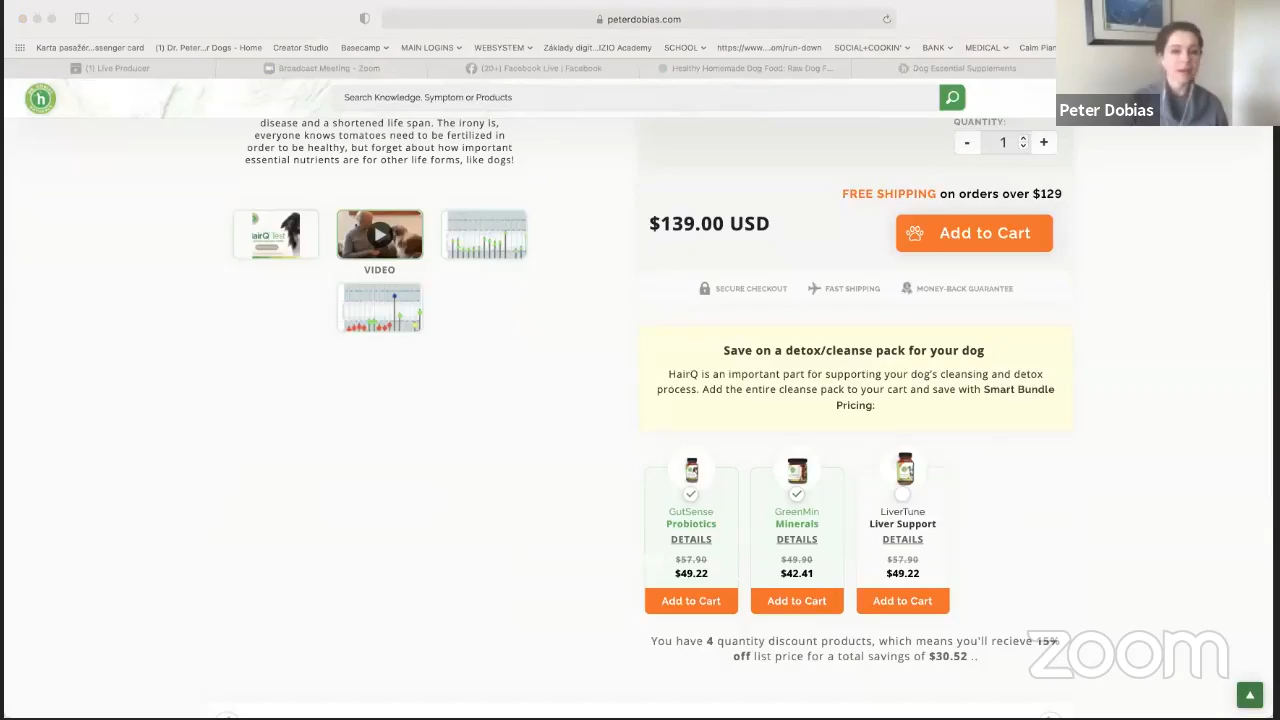 peterdobias.com
Karta pasažér...ssenger card
(1) Dr. Peter...r Dogs - Home
Creator Studio
Basecamp
MAIN LOGINS
WEBSYSTEM
Základy digit...IZIO Academy
SCHOOL
https://www....om/run-down
SOCIAL+COOKIN'
BANK
MEDICAL
Calm Plan
(1) Live Producer
Broadcast Meeting - Zoom
(20+) Facebook Live | Facebook
Healthy Homemade Dog Food: Raw Dog F...
Dog Essential Supplements
Peter Dobias
h
Search Knowledge. Symptom or Products
disease and a shortened life span. The irony is,
everyone knows tomatoes need to be fertilized in
order to be healthy, but forget about how important
essential nutrients are for other life forms, like dogs!
VIDEO
QUANTITY:
- 1 +
FREE SHIPPING on orders over $129
$139.00 USD
Add to Cart
SECURE CHECKOUT
FAST SHIPPING
MONEY-BACK GUARANTEE
Save on a detox/cleanse pack for your dog
HairQ is an important part for supporting your dog's cleansing and detox
process. Add the entire cleanse pack to your cart and save with Smart Bundle
Pricing:
GutSense
Probiotics
DETAILS
$57.90
$49.22
Add to Cart
GreenMin
Minerals
DETAILS
$49.90
$42.41
Add to Cart
LiverTune
Liver Support
DETAILS
$57.90
$49.22
Add to Cart
You have 4 quantity discount products, which means you'll recieve 15%
off list price for a total savings of $30.52 ..
zoom